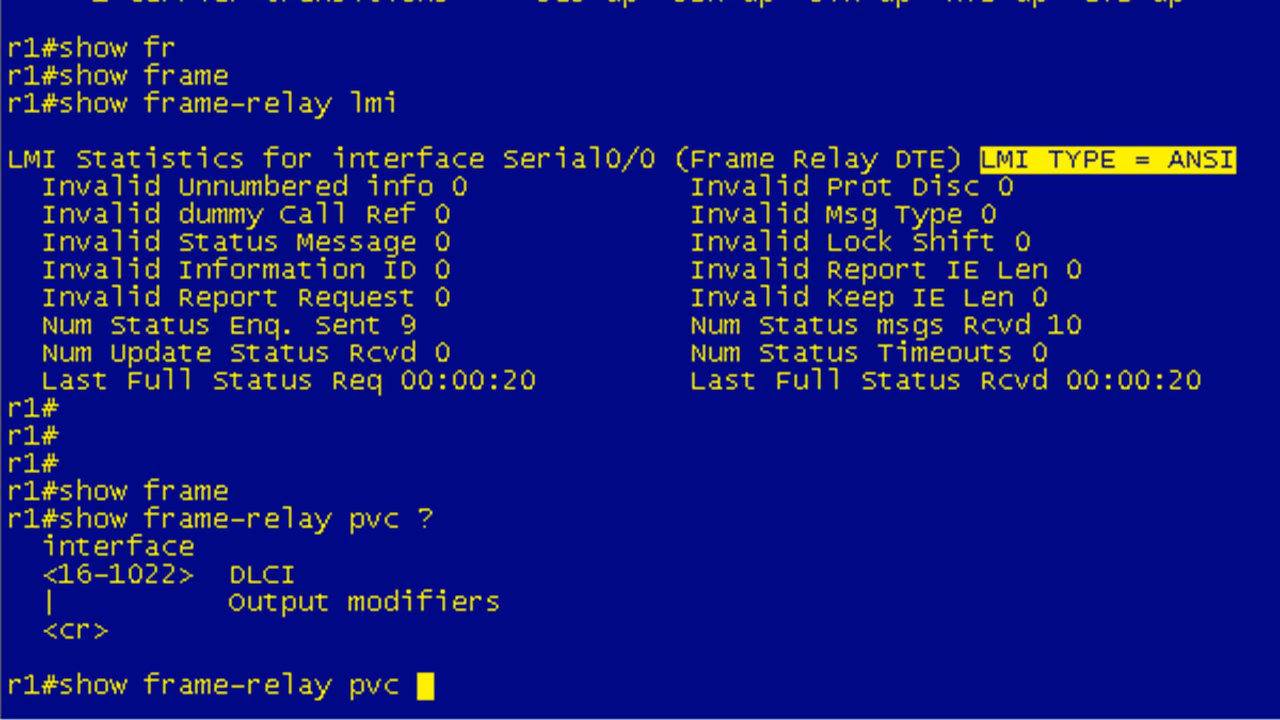 r1#show fr
r1#show frame
r1#show frame-relay lmi
LMI Statistics for interface Serial0/0 (Frame Relay DTE) LMI TYPE = ANSI
  Invalid Unnumbered info 0             Invalid Prot Disc 0
  Invalid dummy Call Ref 0              Invalid Msg Type 0
  Invalid Status Message 0              Invalid Lock Shift 0
  Invalid Information ID 0              Invalid Report IE Len 0
  Invalid Report Request 0              Invalid Keep IE Len 0
  Num Status Enq. Sent 9                Num Status msgs Rcvd 10
  Num Update Status Rcvd 0              Num Status Timeouts 0
  Last Full Status Req 00:00:20         Last Full Status Rcvd 00:00:20
r1#
r1#
r1#
r1#show frame
r1#show frame-relay pvc ?
  interface
  <16-1022>  DLCI
  |          Output modifiers
  <cr>
r1#show frame-relay pvc